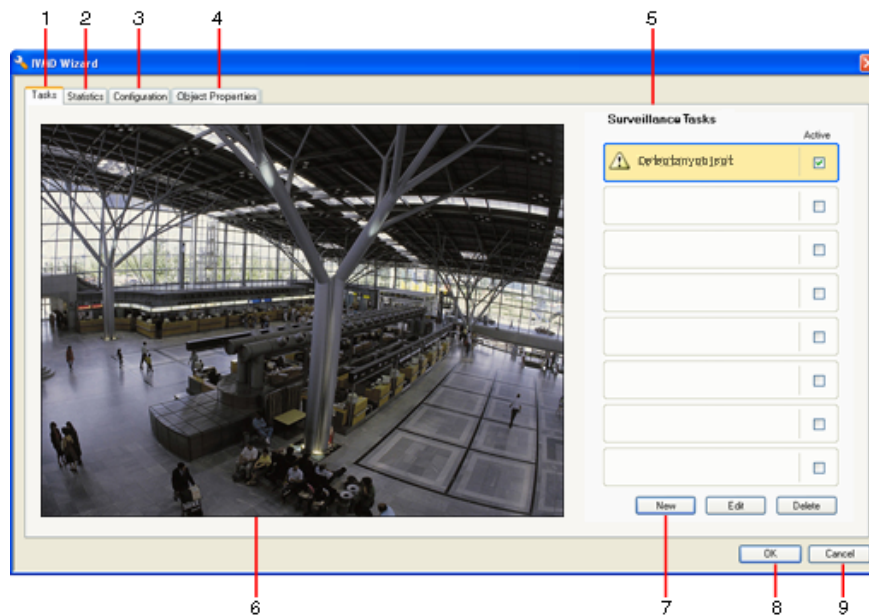 1 2 3 4 5
IVMD Wizard
Tasks Statistics Configuration Object Properties
Surveillance Tasks
Active
New Edit Delete
OK Cancel
6 7 8 9